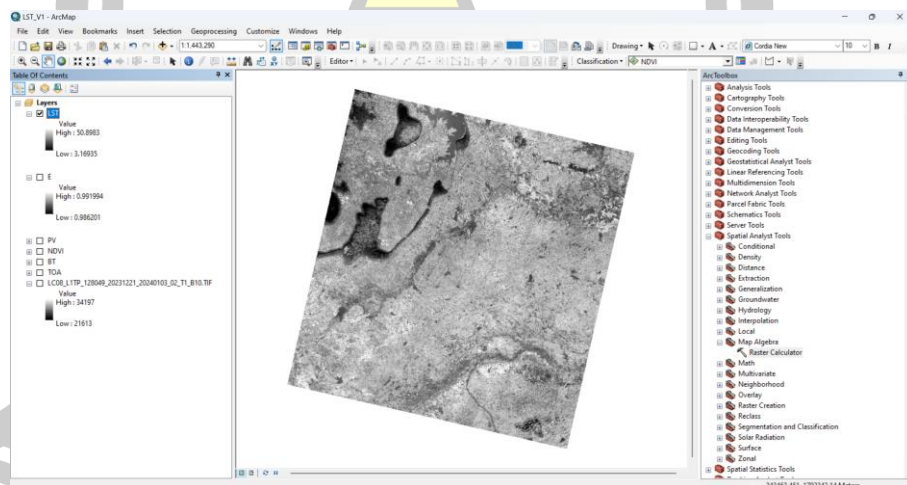 LST_V1 - ArcMap
File Edit View Bookmarks Insert Selection Geoprocessing Customize Windows Help
1:1,443,290
Drawing
Cordia New
10
B I
Editor
Classification
NDVI
Table Of Contents
Layers
LST
Value
High : 50.8983
Low : 3.16935
E
Value
High : 0.991994
Low : 0.986201
PV
NDVI
BT
TOA
LC08_L1TP_128049_20231221_20240103_02_T1_B10.TIF
Value
High : 34197
Low : 21613
ArcToolbox
Analysis Tools
Cartography Tools
Conversion Tools
Data Interoperability Tools
Data Management Tools
Editing Tools
Geocoding Tools
Geostatistical Analyst Tools
Linear Referencing Tools
Multidimension Tools
Network Analyst Tools
Parcel Fabric Tools
Schematics Tools
Server Tools
Spatial Analyst Tools
Conditional
Density
Distance
Extraction
Generalization
Groundwater
Hydrology
Interpolation
Local
Map Algebra
Raster Calculator
Math
Multivariate
Neighborhood
Overlay
Raster Creation
Reclass
Segmentation and Classification
Solar Radiation
Surface
Zonal
Spatial Statistics Tools